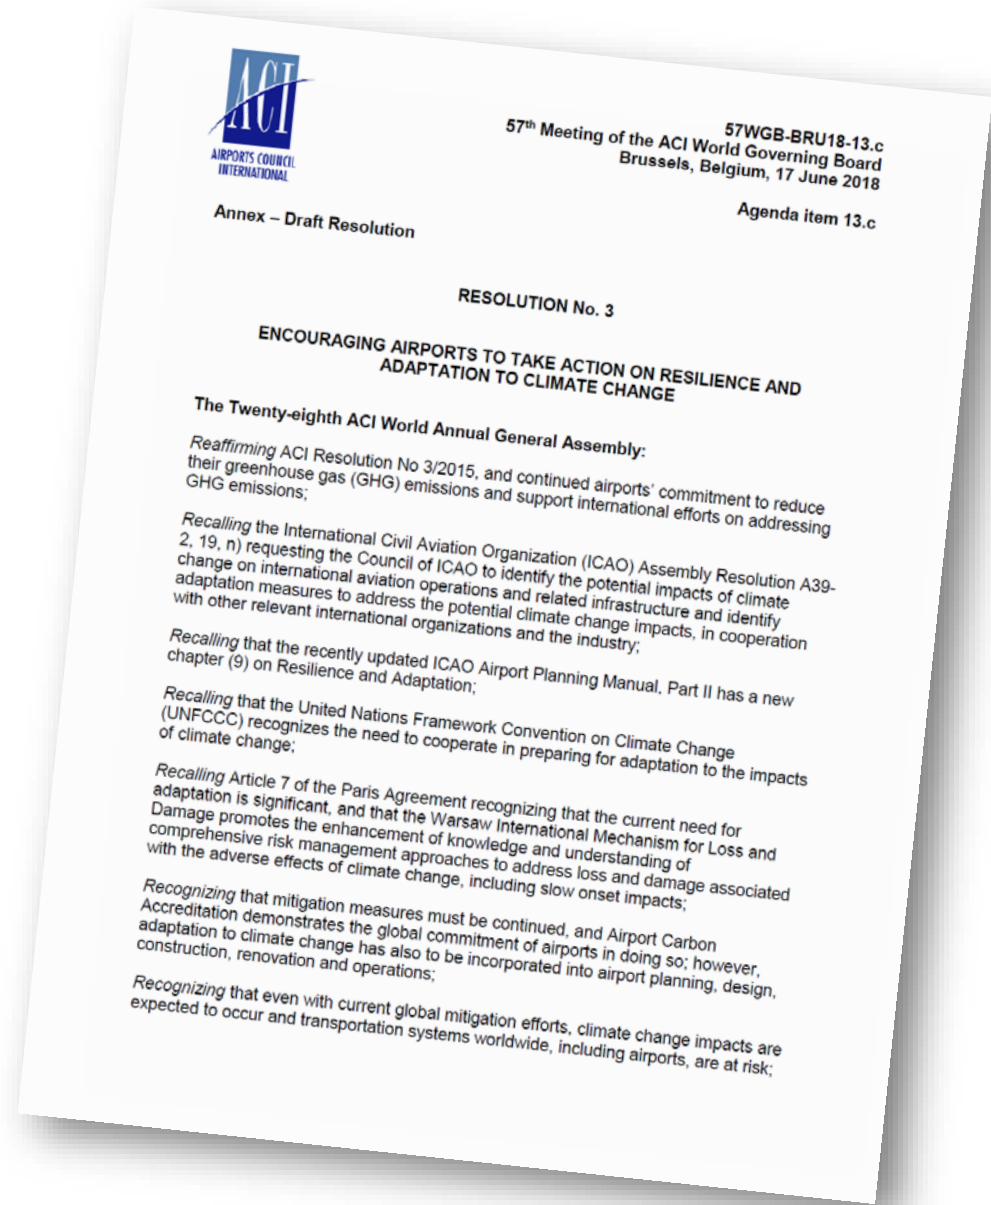 ACI
AIRPORTS COUNCIL
INTERNATIONAL
57WGB-BRU18-13.c
57th Meeting of the ACI World Governing Board
Brussels, Belgium, 17 June 2018
Agenda item 13.c
Annex – Draft Resolution
RESOLUTION No. 3
ENCOURAGING AIRPORTS TO TAKE ACTION ON RESILIENCE AND
ADAPTATION TO CLIMATE CHANGE
The Twenty-eighth ACI World Annual General Assembly:
Reaffirming ACI Resolution No 3/2015, and continued airports' commitment to reduce
their greenhouse gas (GHG) emissions and support international efforts on addressing
GHG emissions;
Recalling the International Civil Aviation Organization (ICAO) Assembly Resolution A39-
2, 19, n) requesting the Council of ICAO to identify the potential impacts of climate
change on international aviation operations and related infrastructure and identify
adaptation measures to address the potential climate change impacts, in cooperation
with other relevant international organizations and the industry;
Recalling that the recently updated ICAO Airport Planning Manual, Part II has a new
chapter (9) on Resilience and Adaptation;
Recalling that the United Nations Framework Convention on Climate Change
(UNFCCC) recognizes the need to cooperate in preparing for adaptation to the impacts
of climate change;
Recalling Article 7 of the Paris Agreement recognizing that the current need for
adaptation is significant, and that the Warsaw International Mechanism for Loss and
Damage promotes the enhancement of knowledge and understanding of
comprehensive risk management approaches to address loss and damage associated
with the adverse effects of climate change, including slow onset impacts;
Recognizing that mitigation measures must be continued, and Airport Carbon
Accreditation demonstrates the global commitment of airports in doing so; however,
adaptation to climate change has also to be incorporated into airport planning, design,
construction, renovation and operations;
Recognizing that even with current global mitigation efforts, climate change impacts are
expected to occur and transportation systems worldwide, including airports, are at risk;